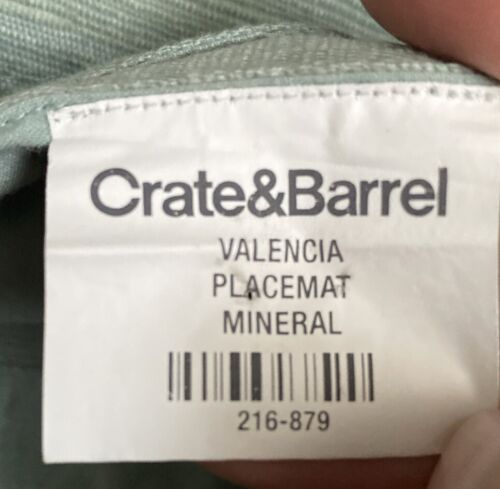 Crate&Barrel
VALENCIA
PLACEMAT
MINERAL
216-879